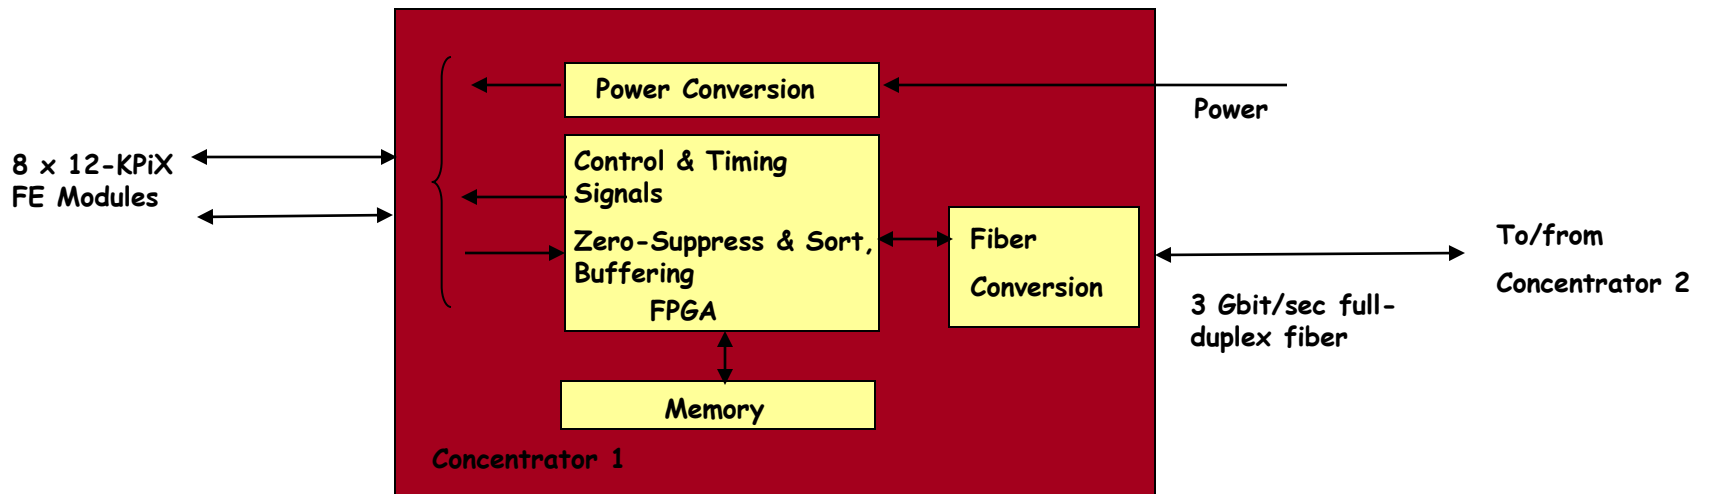 Power Conversion
Power
8 x 12-KPiX
FE Modules
Control & Timing
Signals
Zero-Suppress & Sort,
Buffering
FPGA
Fiber
Conversion
To/from
Concentrator 2
3 Gbit/sec full-
duplex fiber
Memory
Concentrator 1